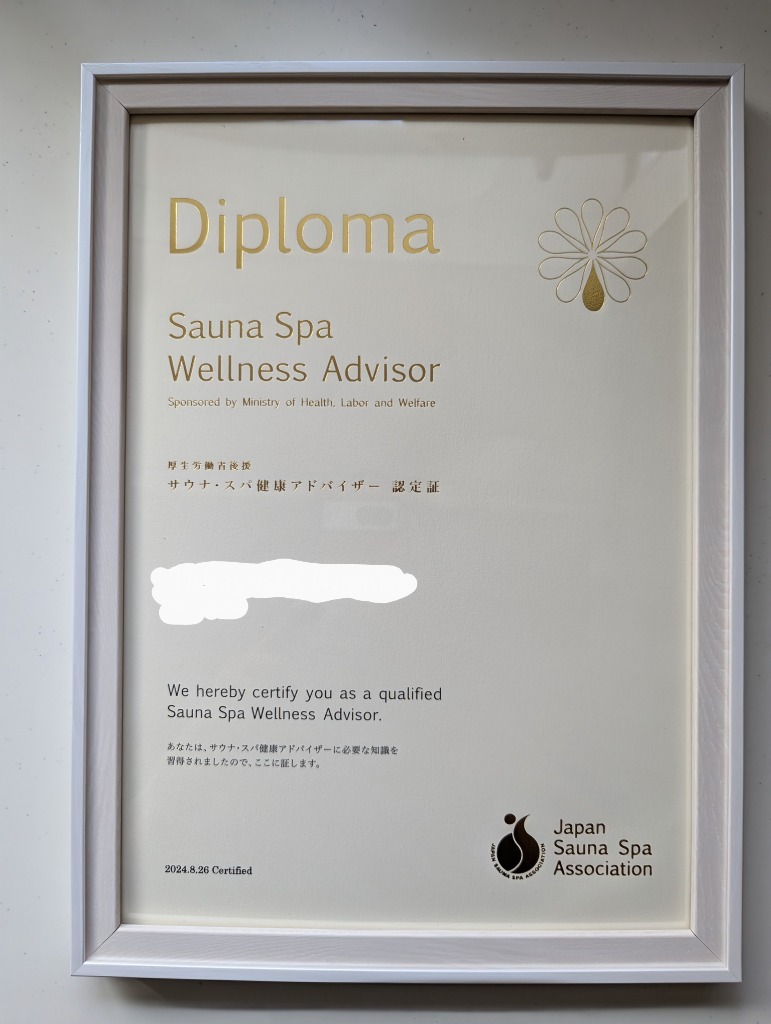 Diploma
Sauna Spa
Wellness Advisor
Sponsored by Ministry of Health, Labor and Welfare
厚生労働省後援
サウナ・スパ健康アドバイザー 認定証
We hereby certify you as a qualified
Sauna Spa Wellness Advisor.
あなたは、サウナ・スパ健康アドバイザーに必要な知識を
習得されましたので、ここに証します。
2024.8.26 Certified
JAPAN SAUNA SPA ASSOCIATION
Japan
Sauna Spa
Association